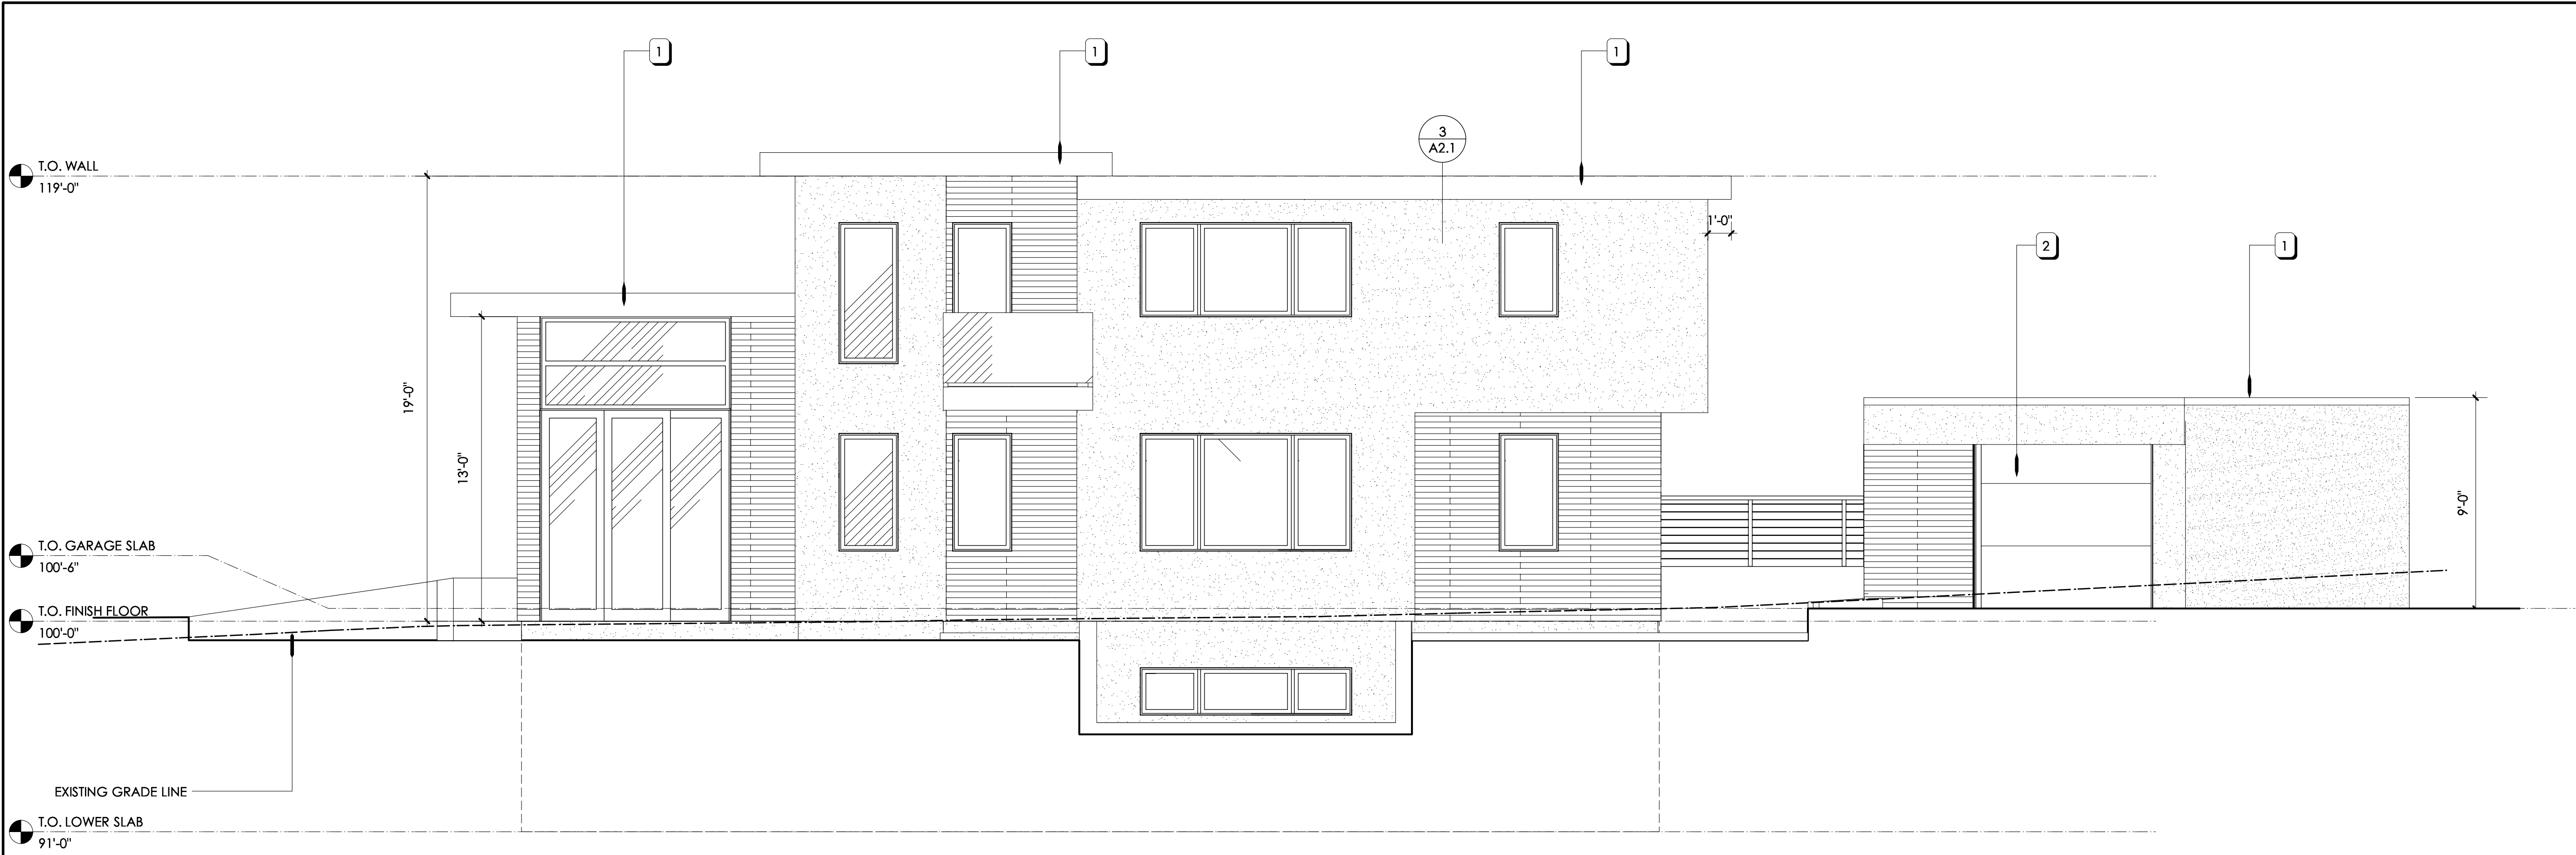 1
1
1
3
A2.1
T.O. WALL
119'-0"
1'-0"
2
1
19'-0"
13'-0"
9'-0"
T.O. GARAGE SLAB
100'-6"
T.O. FINISH FLOOR
100'-0"
EXISTING GRADE LINE
T.O. LOWER SLAB
91'-0"